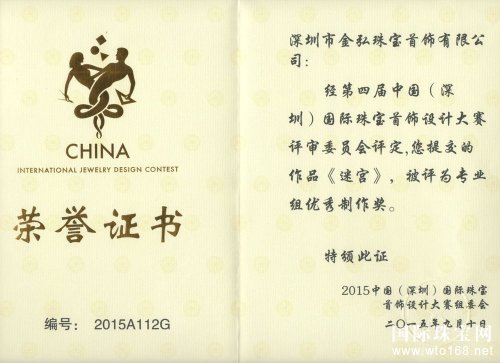 CHINA
INTERNATIONAL JEWELRY DESIGN CONTEST
荣誉证书
编号: 2015A112G
深圳市金弘珠宝首饰有限公
司:
经第四届中国(深
圳)国际珠宝首饰设计大赛
评审委员会评定,您提交的
作品《迷宫》,被评为专业
组优秀制作奖。
特颁此证
2015中国(深圳)国际珠宝
首饰设计大赛组委会
二〇一五年九月十日
国际珠宝网
www.wlo168.net